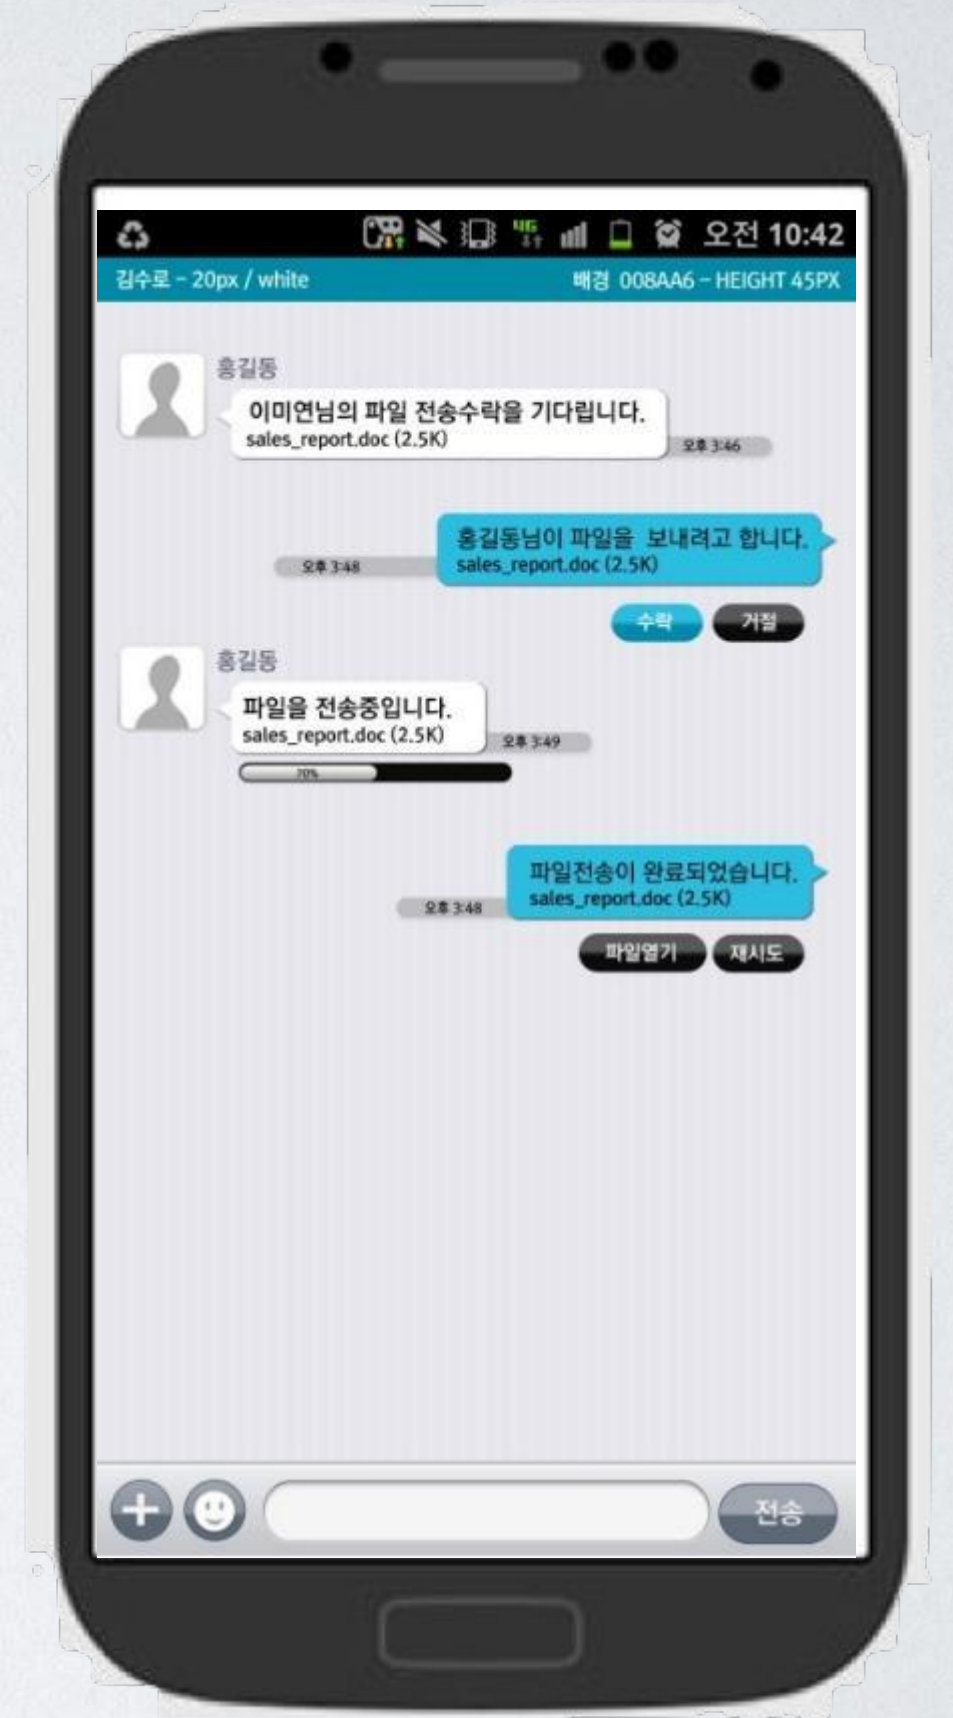 4G
오전 10:42
김수로 - 20px / white
배경 008AA6 - HEIGHT 45PX
홍길동
이미연님의 파일 전송수락을 기다립니다.
sales_report.doc (2.5K)
오후 3:46
홍길동님이 파일을 보내려고 합니다.
sales_report.doc (2.5K)
오후 3:48
수락
거절
홍길동
파일을 전송중입니다.
sales_report.doc (2.5K)
오후 3:49
70%
파일전송이 완료되었습니다.
sales_report.doc (2.5K)
오후 3:48
파일열기
재시도
전송